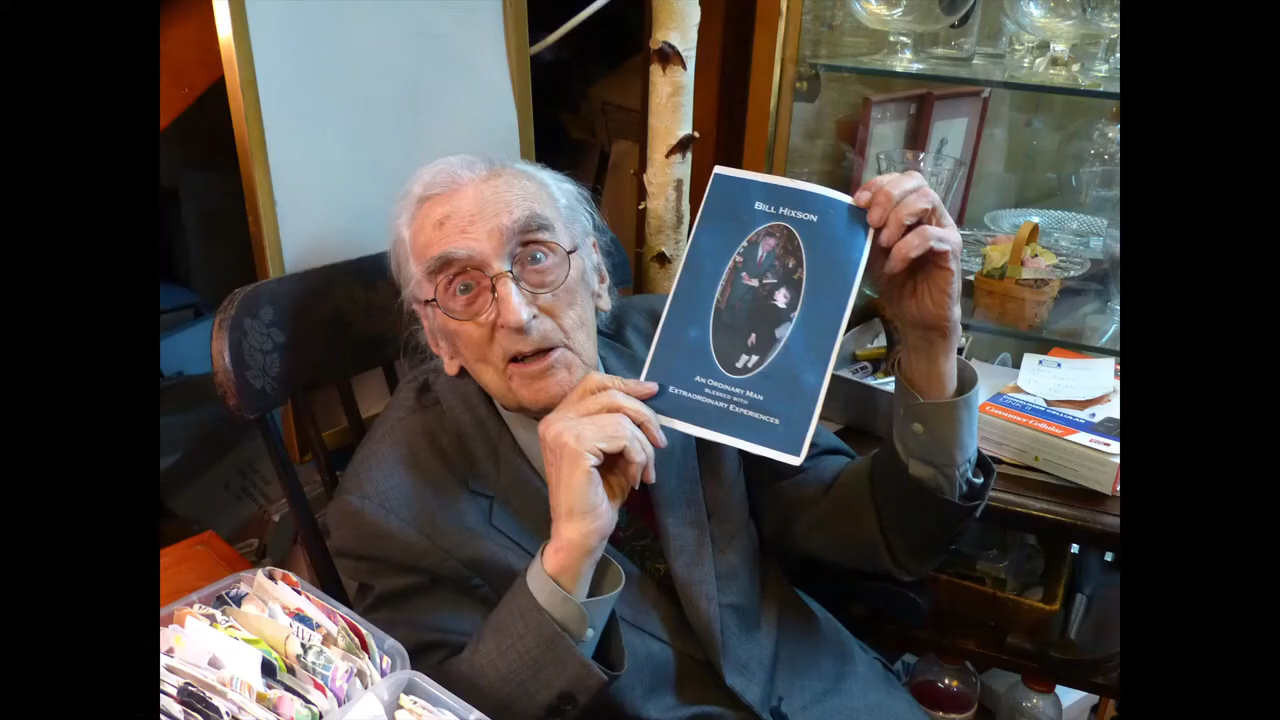 BILL HIXSON
AN ORDINARY MAN
BLESSED WITH
EXTRAORDINARY EXPERIENCES
Consumer Cellular